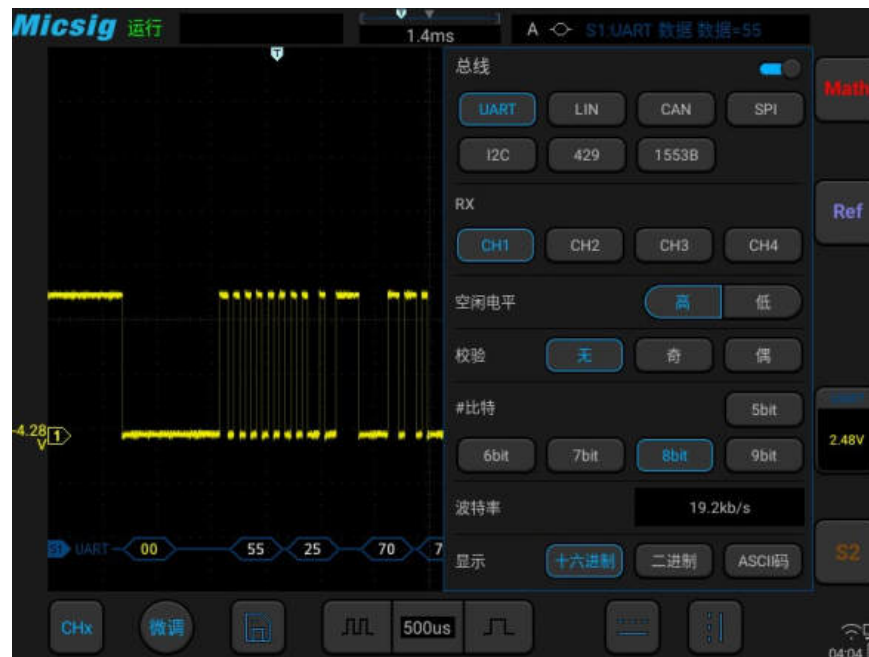 Micsig 运行
1.4ms
A S1:UART 数据 数据=55
T
总线
UART LIN CAN SPI
I2C 429 1553B
Math
RX
CH1 CH2 CH3 CH4
Ref
空闲电平 高 低
校验 无 奇 偶
#比特 5bit
6bit 7bit 8bit 9bit
-4.28
V 1
2.48V
波特率 19.2kb/s
S1 UART 00 55 25 70 7
显示 十六进制 二进制 ASCII码
S2
CHx 微调 500us
04:04